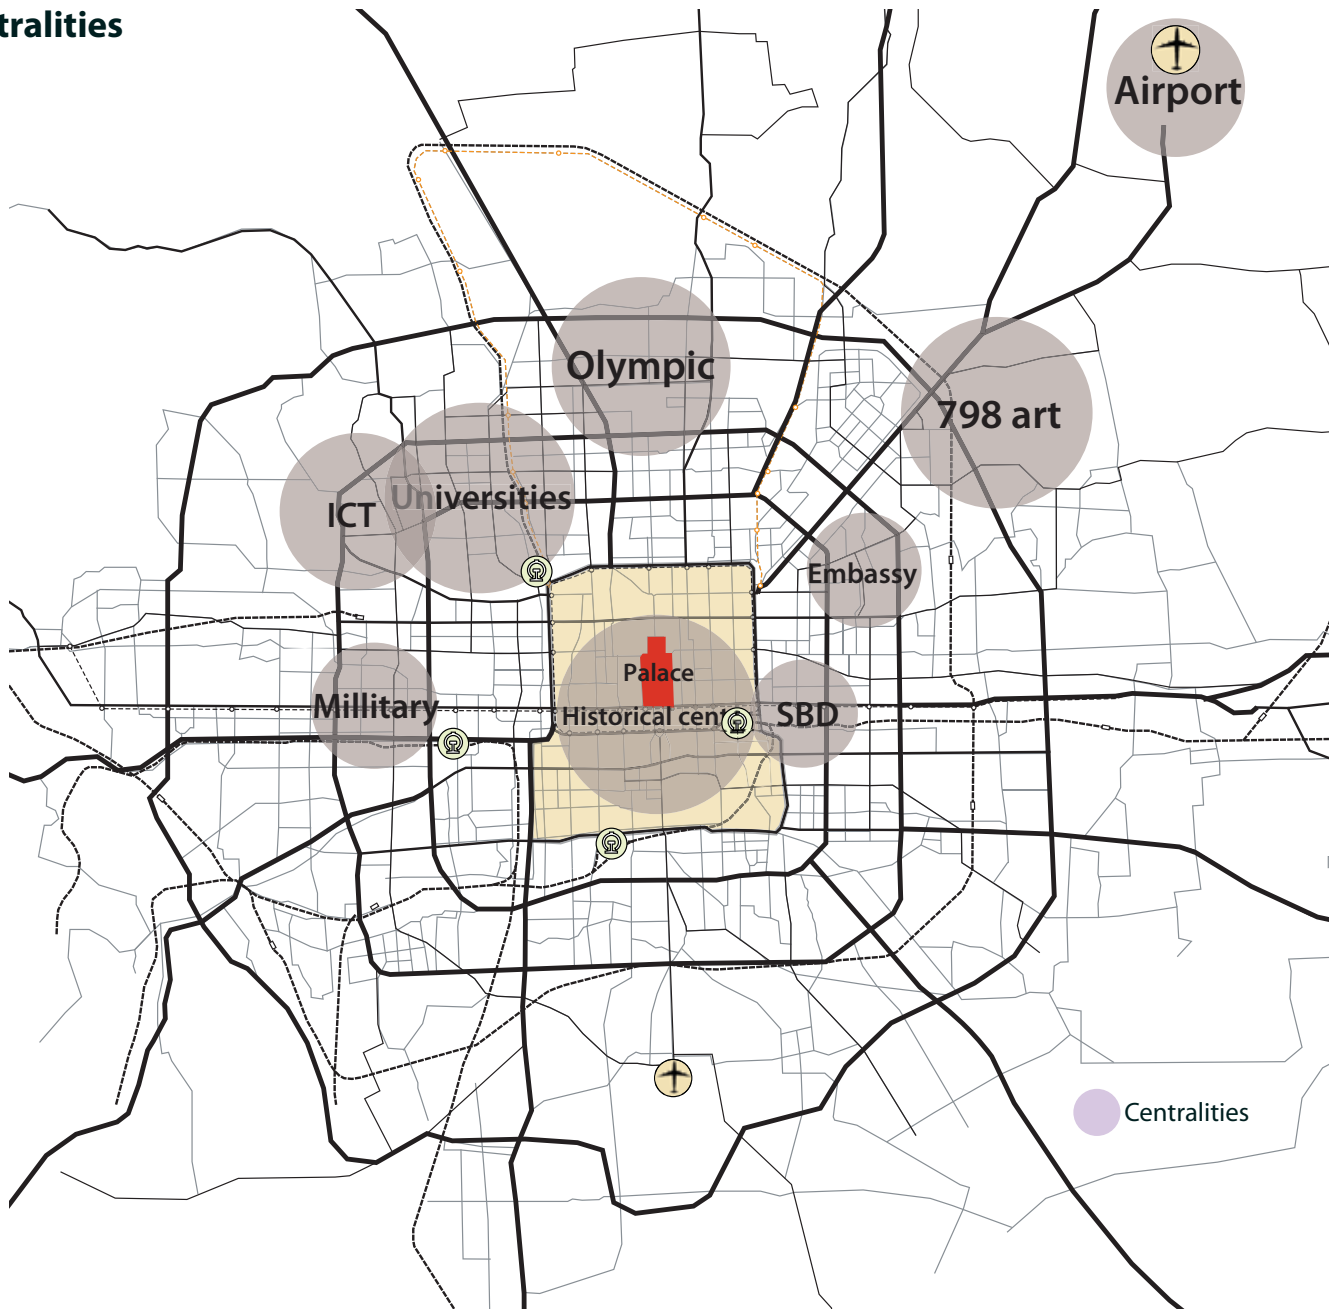 tralities
Airport
Olympic
798 art
Universities
ICT
Embassy
Palace
Millitary
Historical cent
SBD
Centralities